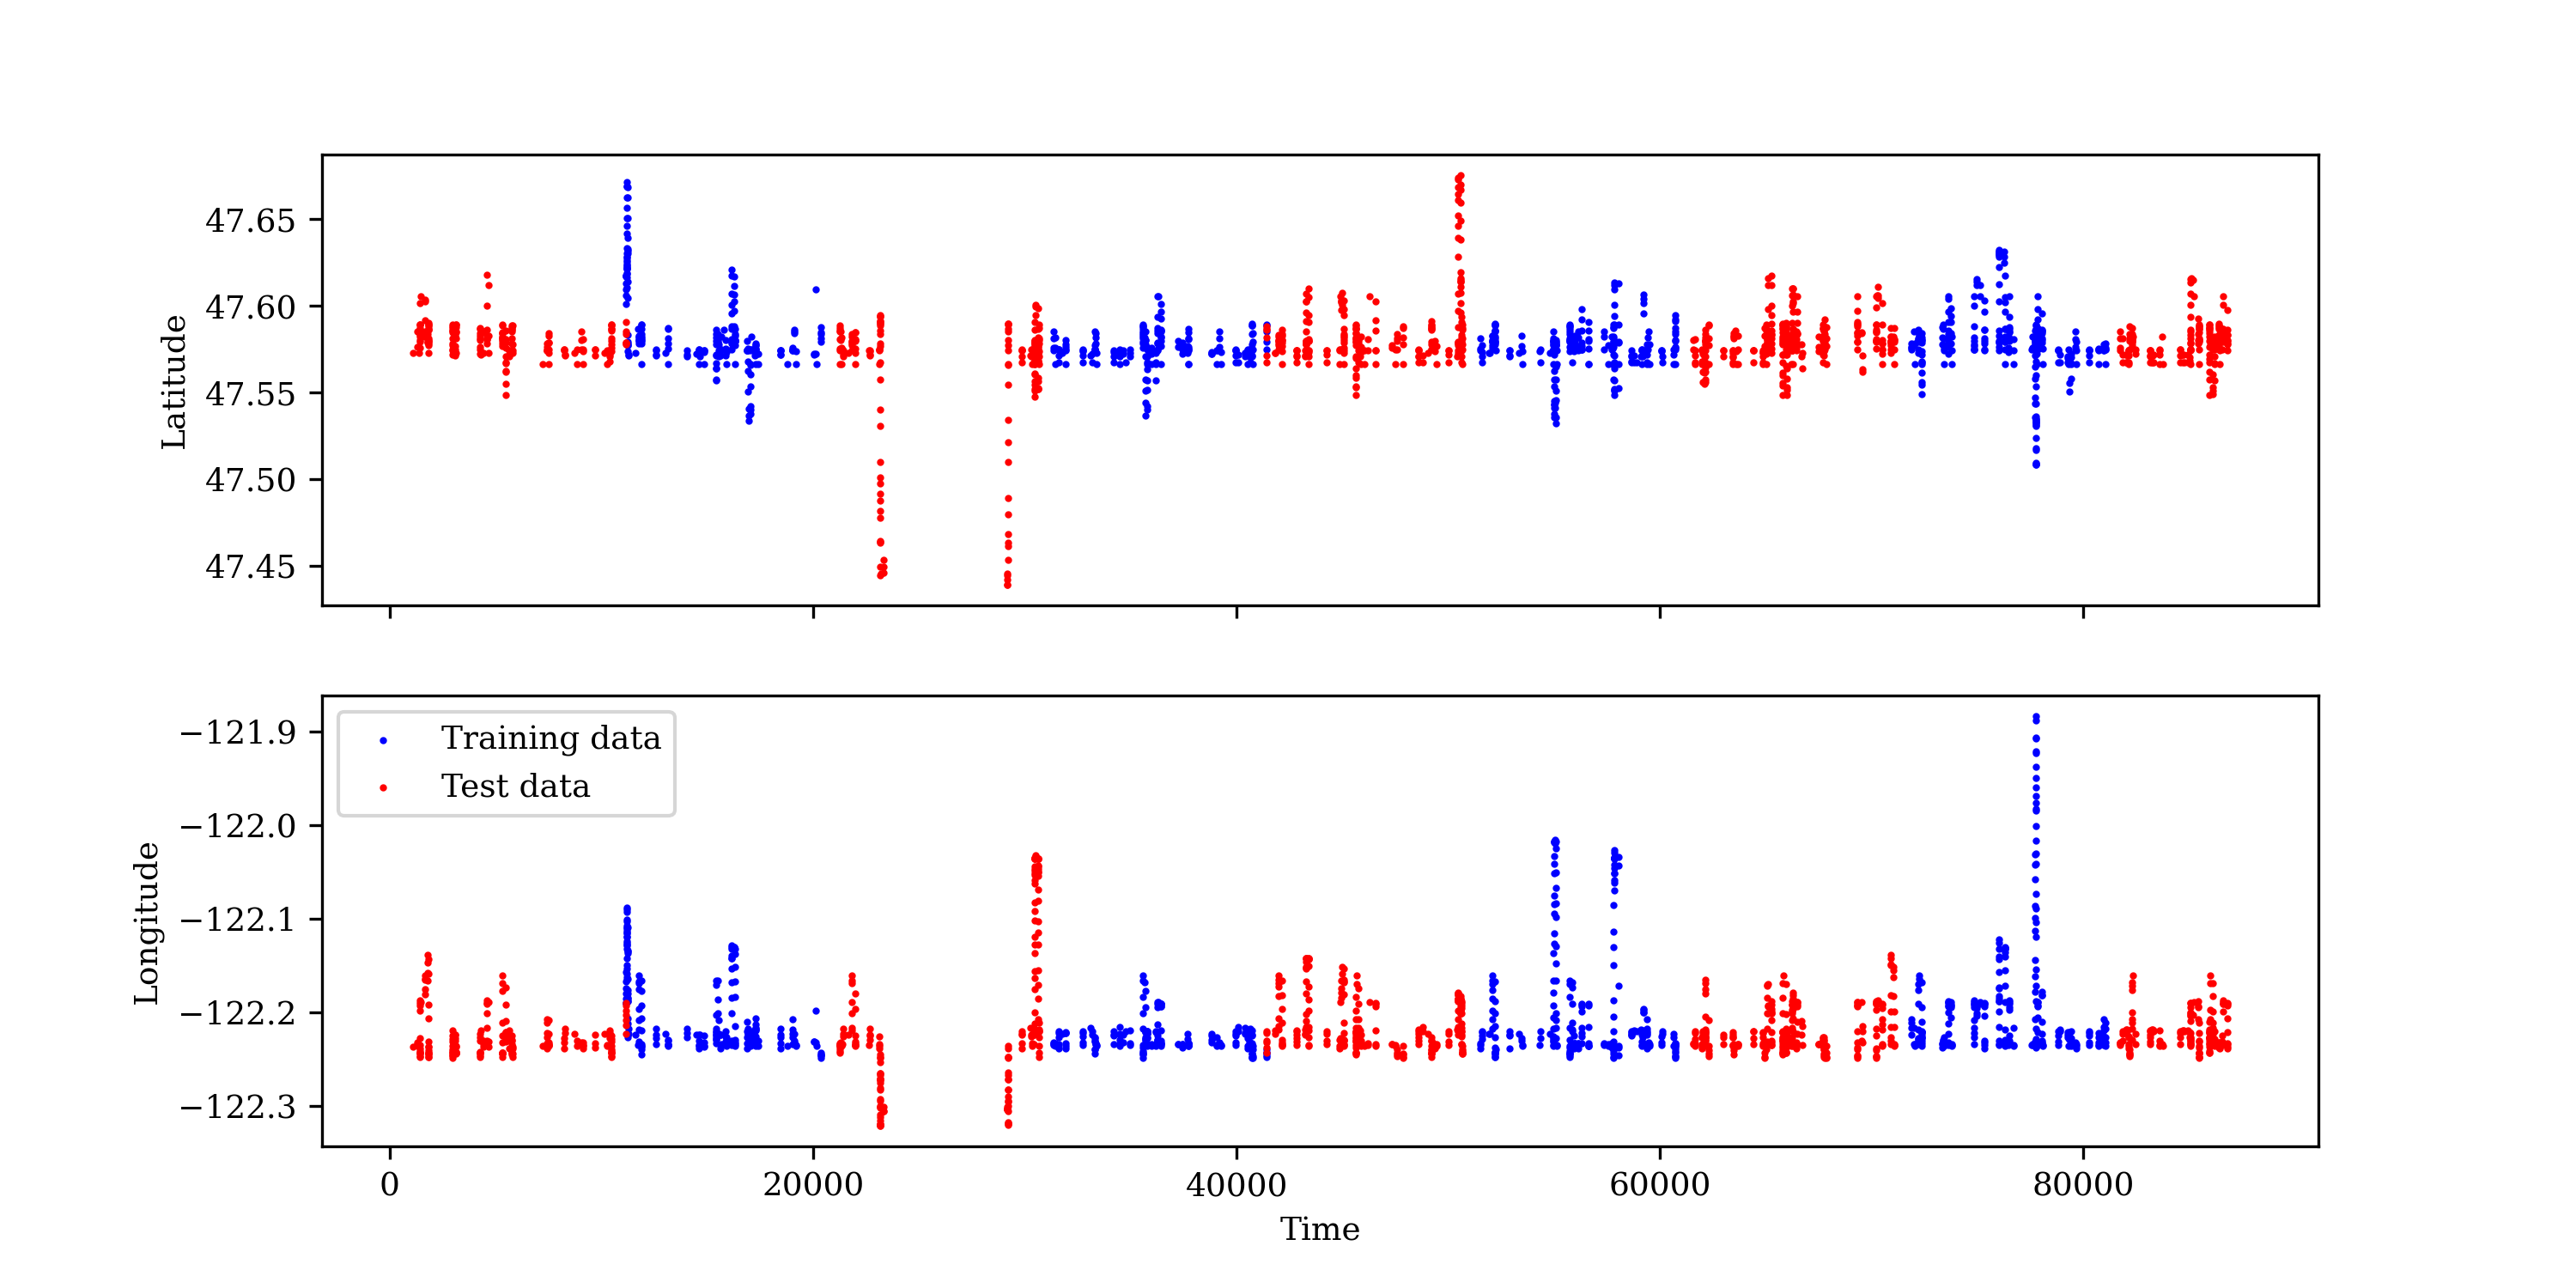 47.65
47.60
47.55
47.50
47.45
Latitude
−121.9
−122.0
−122.1
−122.2
−122.3
Longitude
Training data
Test data
0 20000 40000 60000 80000
Time